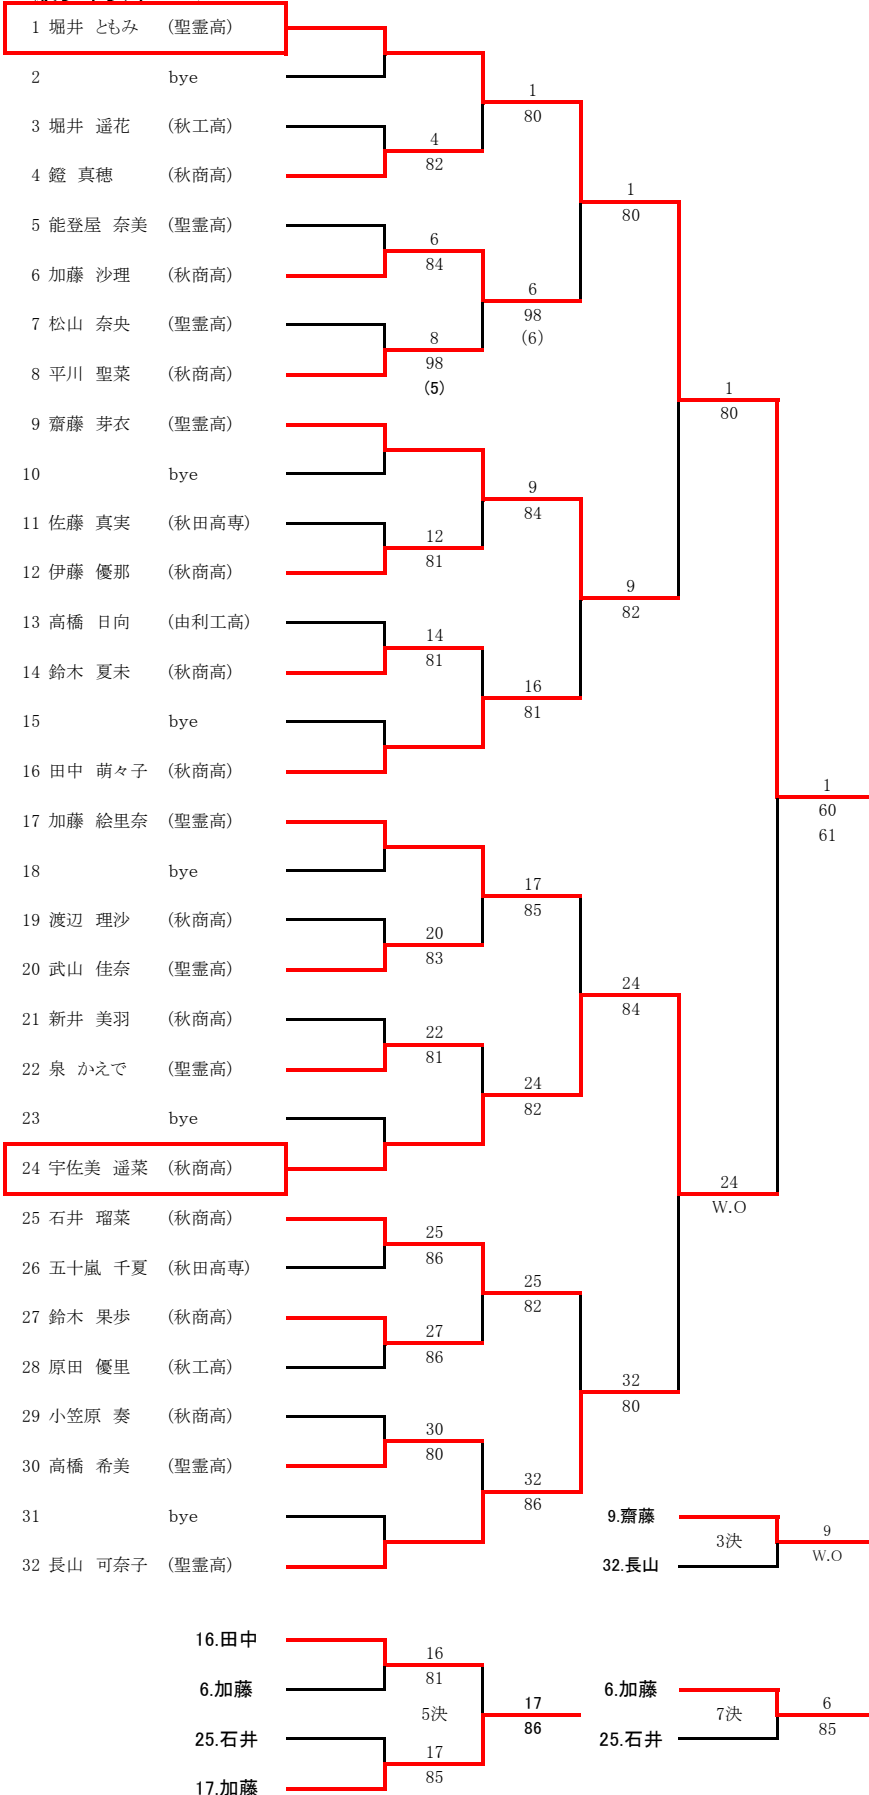 1 堀井 ともみ (聖霊高)
2 bye
1
80
3 堀井 遥花 (秋工高)
4
82
4 鐙 真穂 (秋商高)
1
80
5 能登屋 奈美 (聖霊高)
6
84
6 加藤 沙理 (秋商高)
6
98
(6)
7 松山 奈央 (聖霊高)
8
98
(5)
8 平川 聖菜 (秋商高)
1
80
9 齋藤 芽衣 (聖霊高)
10 bye
9
84
11 佐藤 真実 (秋田高専)
12
81
12 伊藤 優那 (秋商高)
9
82
13 高橋 日向 (由利工高)
14
81
14 鈴木 夏未 (秋商高)
16
81
15 bye
16 田中 萌々子 (秋商高)
1
60
61
17 加藤 絵里奈 (聖霊高)
18 bye
17
85
19 渡辺 理沙 (秋商高)
20
83
20 武山 佳奈 (聖霊高)
24
84
21 新井 美羽 (秋商高)
22
81
22 泉 かえで (聖霊高)
24
82
23 bye
24 宇佐美 遥菜 (秋商高)
24
W.O
25 石井 瑠菜 (秋商高)
25
86
26 五十嵐 千夏 (秋田高専)
25
82
27 鈴木 果歩 (秋商高)
27
86
28 原田 優里 (秋工高)
32
80
29 小笠原 奏 (秋商高)
30
80
30 高橋 希美 (聖霊高)
32
86
31 bye
32 長山 可奈子 (聖霊高)
9.齋藤
3決
32.長山
9
W.O
16.田中
16
81
6.加藤
5決
25.石井
17
85
17.加藤
17
86
6.加藤
7決
25.石井
6
85